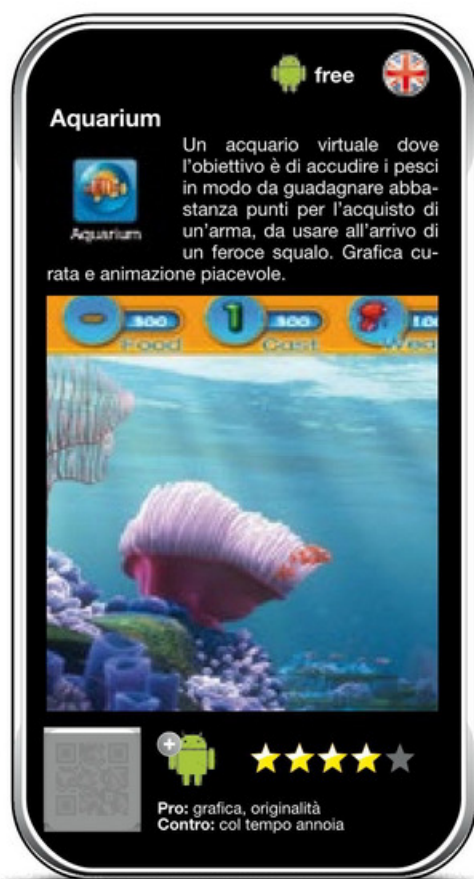 free
Aquarium
Un acquario virtuale dove
l'obiettivo è di accudire i pesci
in modo da guadagnare abba-
stanza punti per l'acquisto di
un'arma, da usare all'arrivo di
un feroce squalo. Grafica cu-
rata e animazione piacevole.
Aquarium
300 300 100
Food Cast Wea
Pro: grafica, originalità
Contro: col tempo annoia